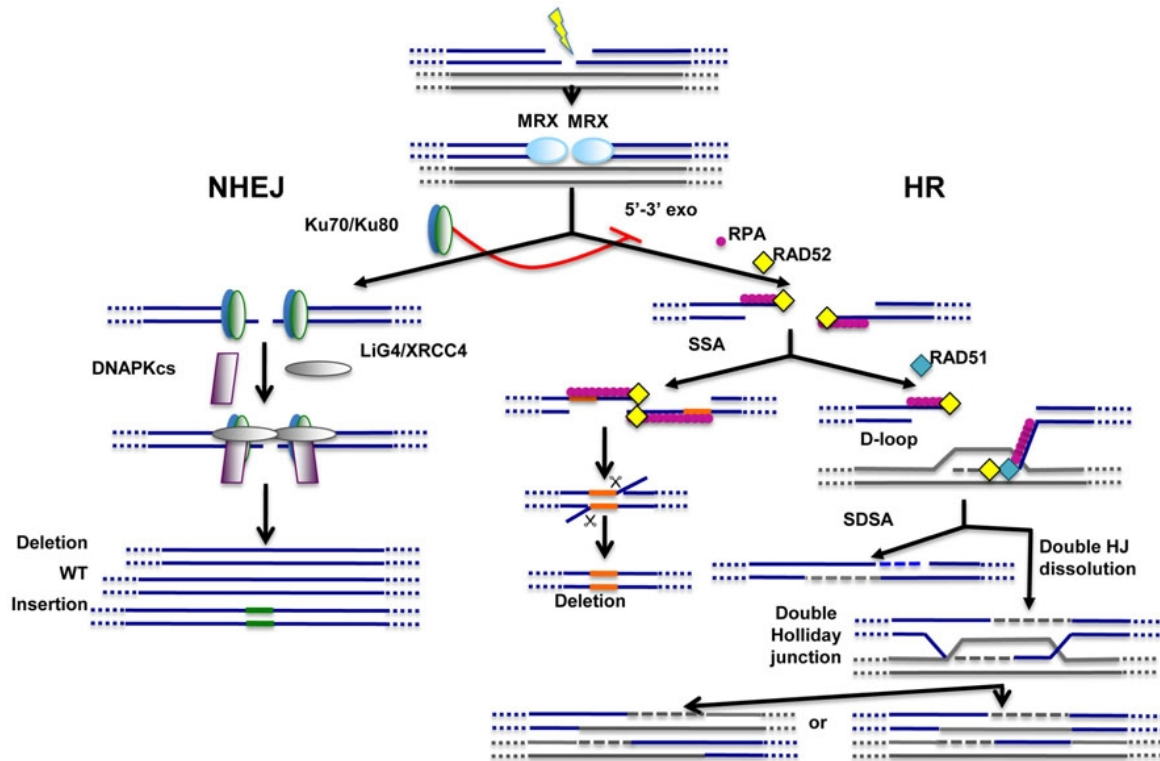 MRX MRX
NHEJ
HR
Ku70/Ku80
5’-3’ exo
RPA
RAD52
DNAPKcs
LiG4/XRCC4
SSA
RAD51
D-loop
SDSA
Double HJ
dissolution
Deletion
WT
Insertion
Deletion
Double
Holliday
junction
or